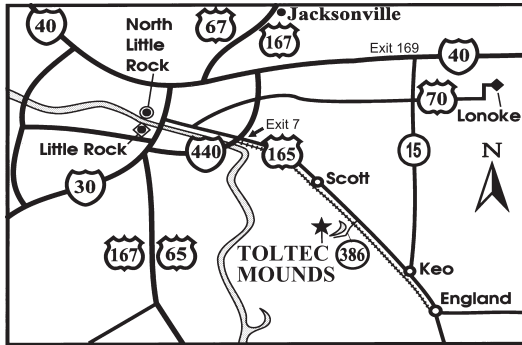 40
North
Little
Rock
67
167
Jacksonville
Exit 169
40
70
Lonoke
Little Rock
440
Exit 7
165
15
N
30
Scott
167
65
TOLTEC
MOUNDS
386
Keo
England